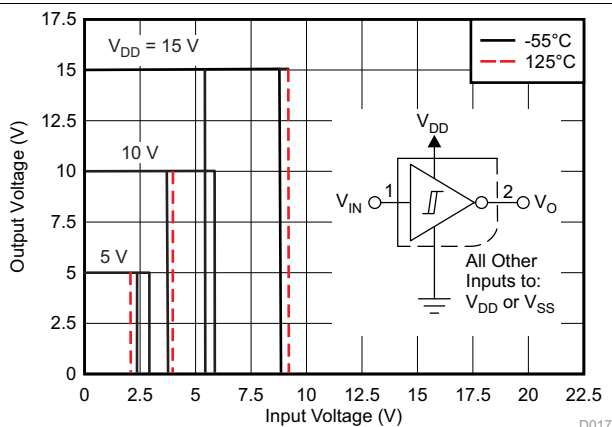 17.5
15
12.5
10
7.5
5
2.5
0
Output Voltage (V)
V_DD = 15 V
10 V
5 V
-55°C
125°C
V_DD
V_IN
1
2
V_O
All Other
Inputs to:
V_DD or V_SS
0 2.5 5 7.5 10 12.5 15 17.5 20 22.5
Input Voltage (V)
D017